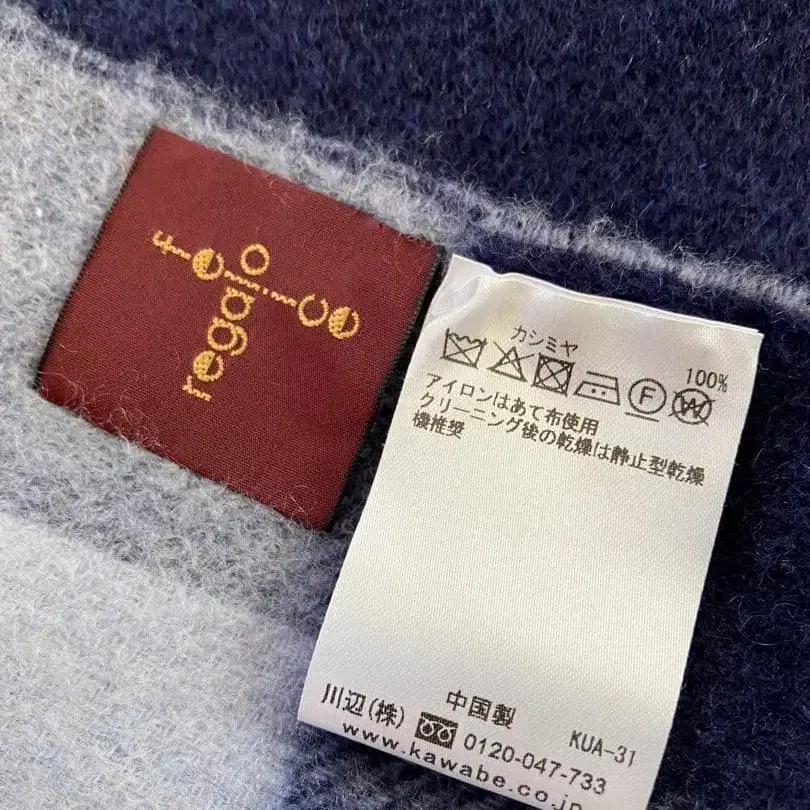 felice
regalo
カシミヤ 100%
F W
アイロンはあて布使用
クリーニング後の乾燥は静止型乾燥
機推奨
中国製 KUA-31
川辺(株) 0120-047-733
www.kawabe.co.jp